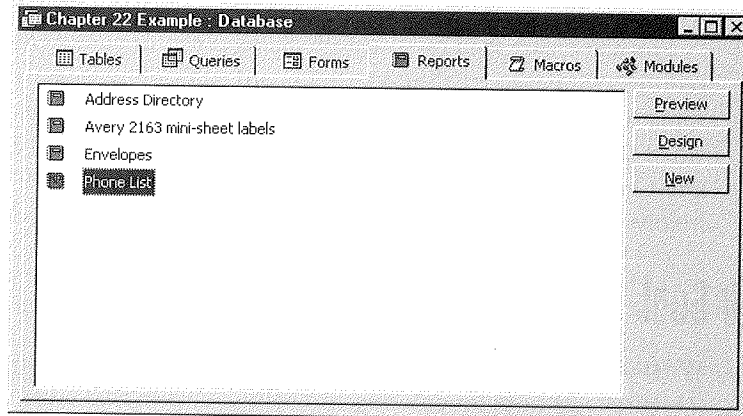 Chapter 22 Example : Database
Tables Queries Forms Reports Macros Modules
Address Directory
Avery 2163 mini-sheet labels
Envelopes
Phone List
Preview
Design
New